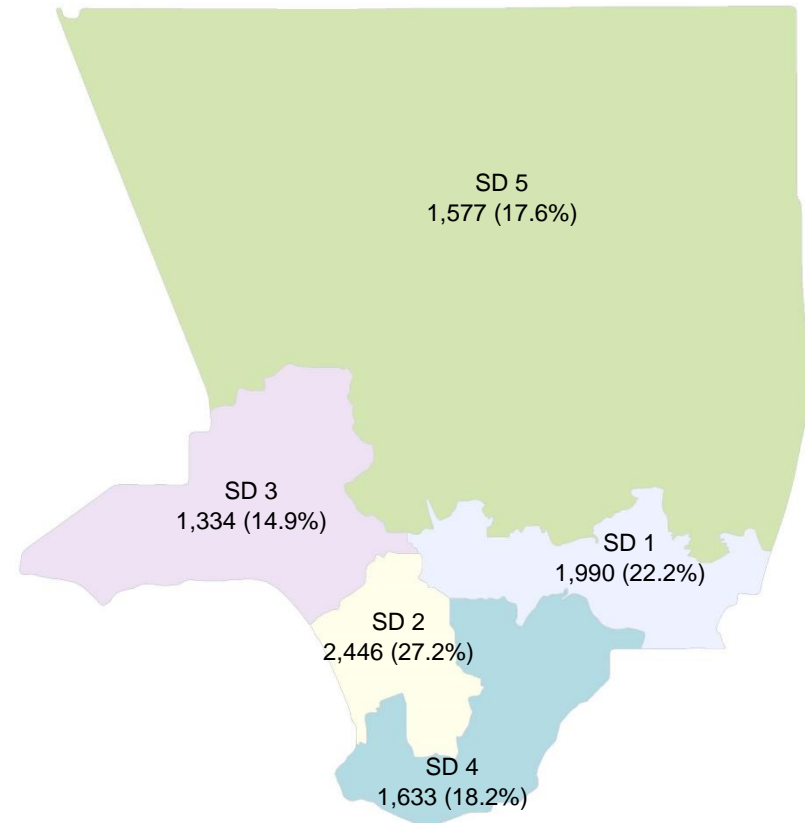 SD 5
1,577 (17.6%)
SD 3
1,334 (14.9%)
SD 1
1,990 (22.2%)
SD 2
2,446 (27.2%)
SD 4
1,633 (18.2%)